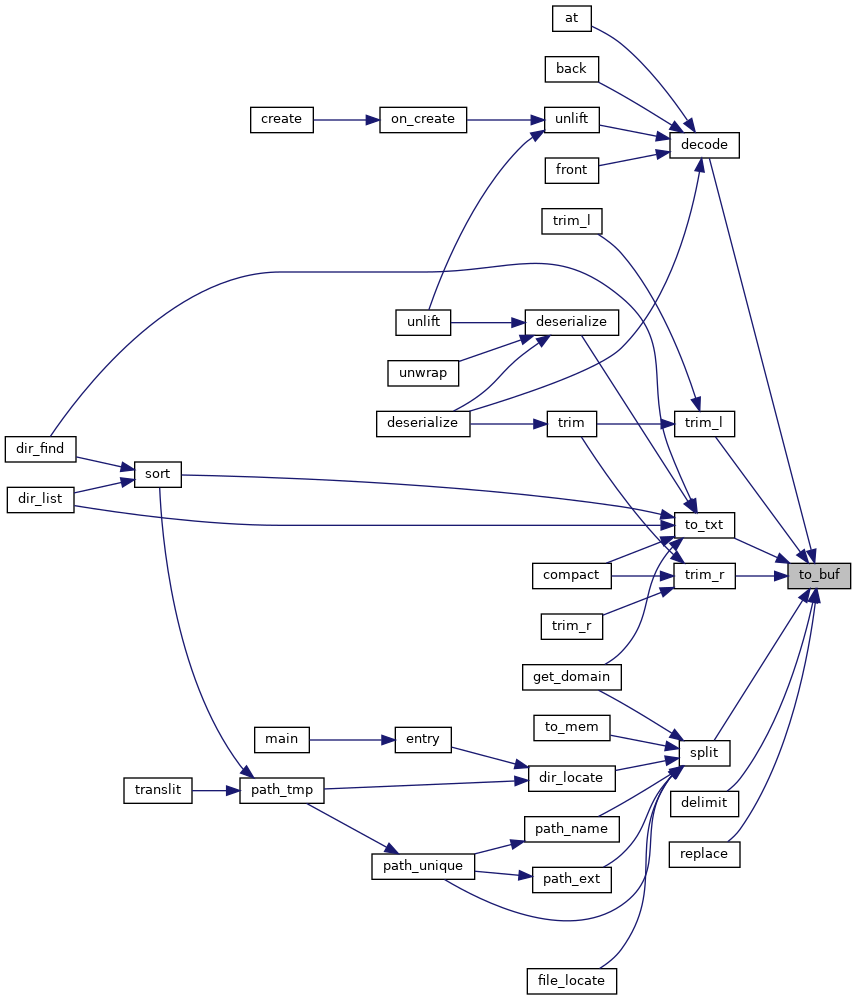 at
back
create
on_create
unlift
decode
front
trim_l
unlift
deserialize
unwrap
deserialize
trim
trim_l
dir_find
sort
dir_list
to_txt
compact
trim_r
to_buf
trim_r
get_domain
to_mem
main
entry
split
dir_locate
translit
path_tmp
delimit
path_name
replace
path_unique
path_ext
file_locate